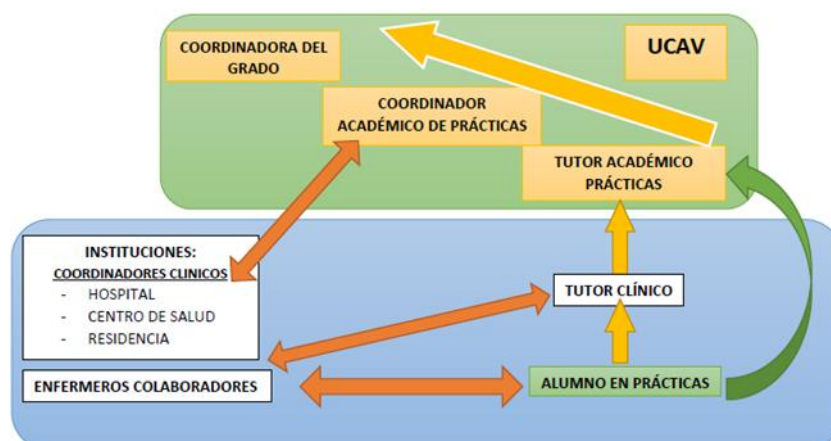 COORDINADORA DEL
GRADO
UCAV
COORDINADOR
ACADÉMICO DE PRÁCTICAS
TUTOR ACADÉMICO
PRÁCTICAS
INSTITUCIONES:
COORDINADORES CLINICOS
- HOSPITAL
- CENTRO DE SALUD
- RESIDENCIA
TUTOR CLÍNICO
ENFERMEROS COLABORADORES
ALUMNO EN PRÁCTICAS